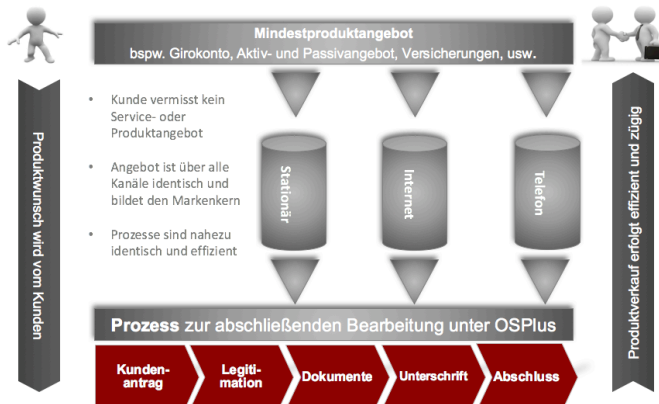 Mindestproduktangebot
bspw. Girokonto, Aktiv- und Passivangebot, Versicherungen, usw.
Produktwunsch wird vom Kunden
• Kunde vermisst kein
Service- oder
Produktangebot
• Angebot ist über alle
Kanäle identisch und
bildet den Markenkern
• Prozesse sind nahezu
identisch und effizient
Stationär
Internet
Telefon
Produktverkauf erfolgt effizient und zügig
Prozess zur abschließenden Bearbeitung unter OSPlus
Kunden-
antrag
Legiti-
mation
Dokumente
Unterschrift
Abschluss